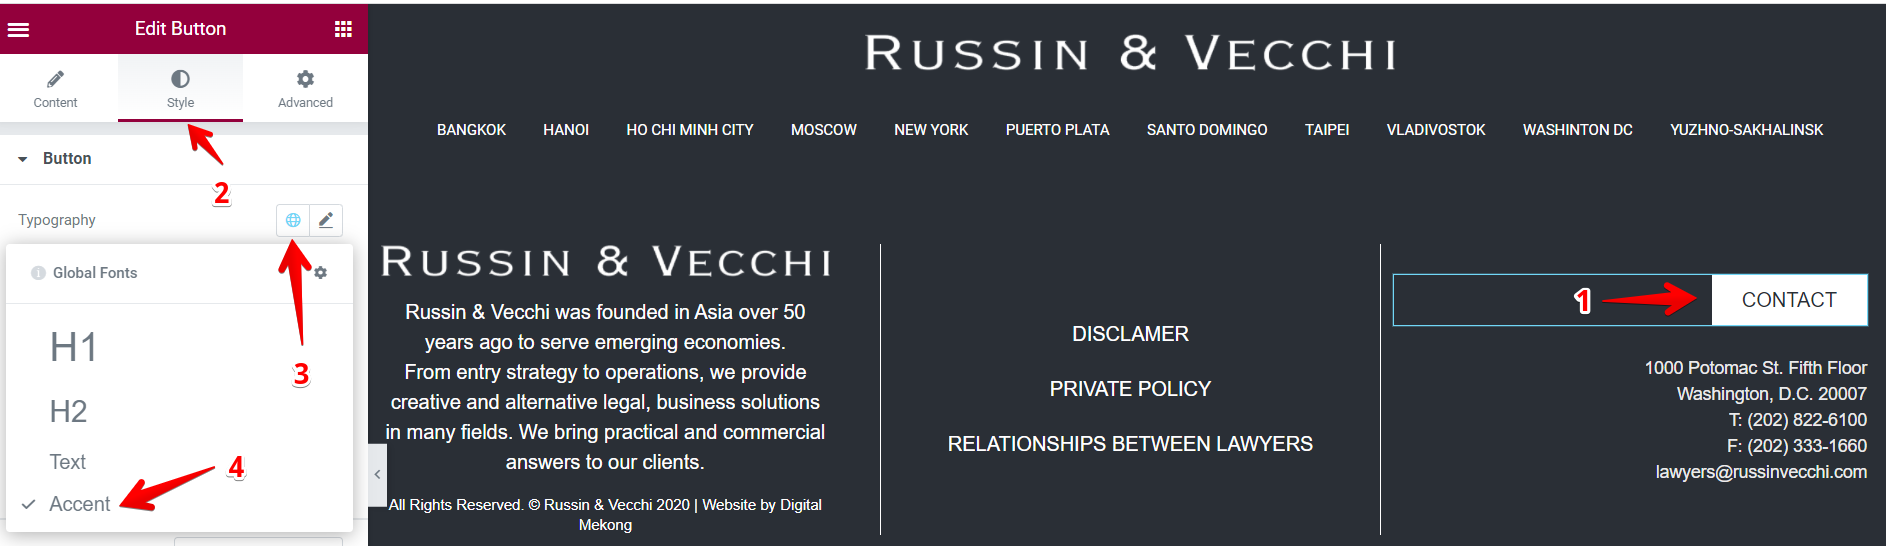 Edit Button
Content
Style
Advanced
2
Button
Typography
Global Fonts
3
H1
H2
Text
Accent
4
RUSSIN & VECCHI
BANGKOK HANOI HO CHI MINH CITY MOSCOW NEW YORK PUERTO PLATA SANTO DOMINGO TAIPEI VLADIVOSTOK WASHINTON DC YUZHNO-SAKHALINSK
RUSSIN & VECCHI
Russin & Vecchi was founded in Asia over 50
years ago to serve emerging economies.
From entry strategy to operations, we provide
creative and alternative legal, business solutions
in many fields. We bring practical and commercial
answers to our clients.
All Rights Reserved. © Russin & Vecchi 2020 | Website by Digital
Mekong
DISCLAMER
PRIVATE POLICY
RELATIONSHIPS BETWEEN LAWYERS
1
CONTACT
1000 Potomac St. Fifth Floor
Washington, D.C. 20007
T: (202) 822-6100
F: (202) 333-1660
lawyers@russinvecchi.com